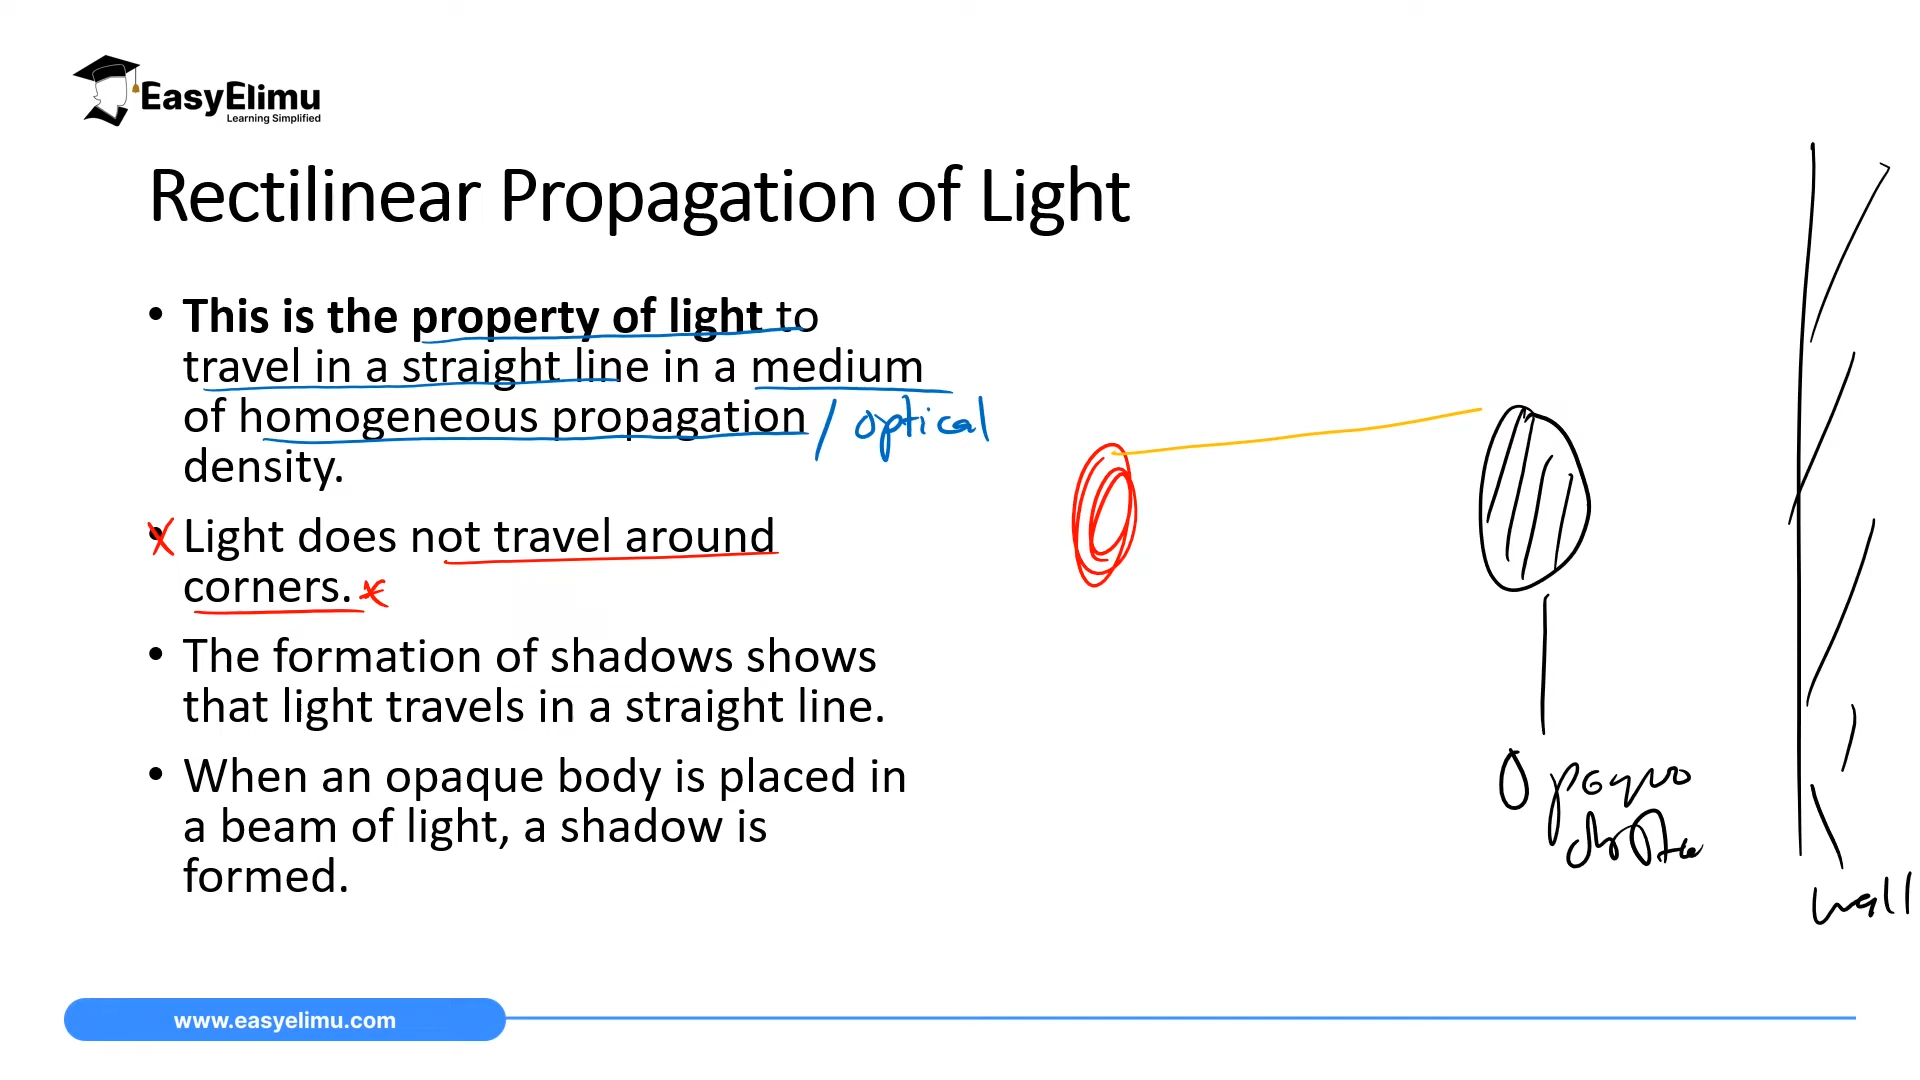 EasyElimu
Learning Simplified
Rectilinear Propagation of Light
• This is the property of light to
travel in a straight line in a medium
of homogeneous propagation / optical
density.
• Light does not travel around
corners.
• The formation of shadows shows
that light travels in a straight line.
• When an opaque body is placed in
a beam of light, a shadow is
formed.
wall
www.easyelimu.com